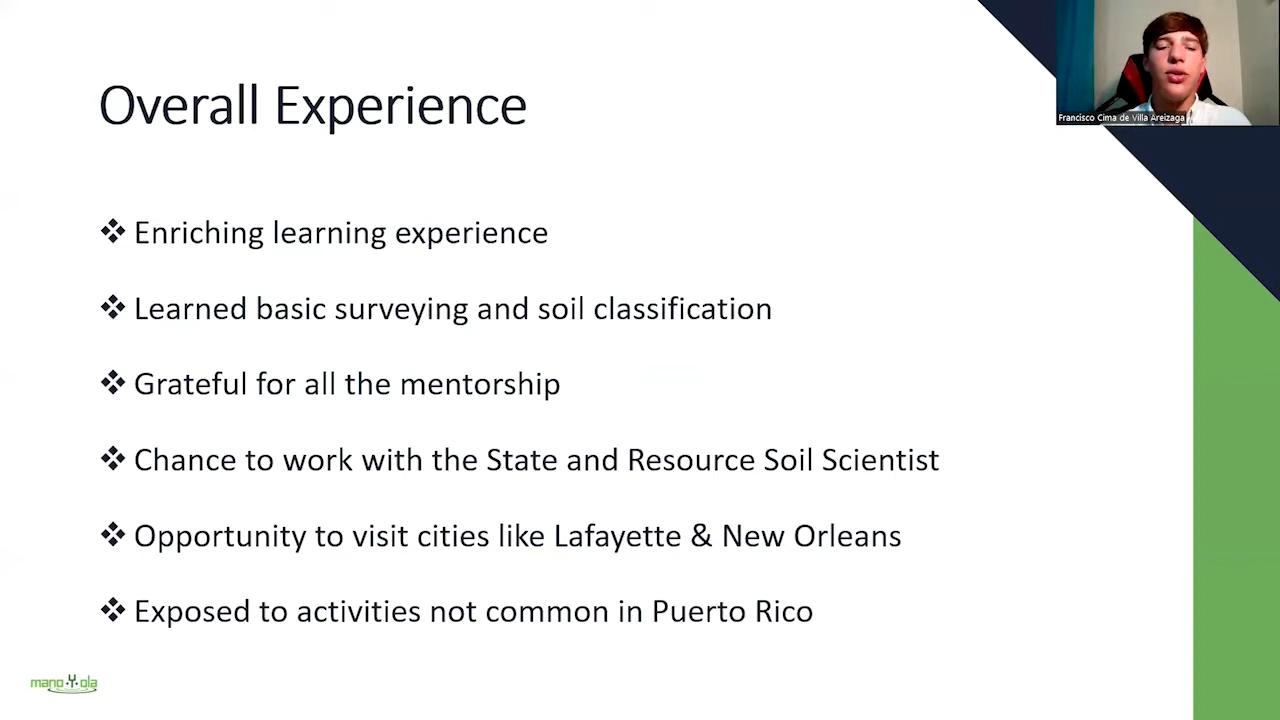 Overall Experience
Francisco Cima de Villa Areizaga
Enriching learning experience
Learned basic surveying and soil classification
Grateful for all the mentorship
Chance to work with the State and Resource Soil Scientist
Opportunity to visit cities like Lafayette & New Orleans
Exposed to activities not common in Puerto Rico
mano Y ola